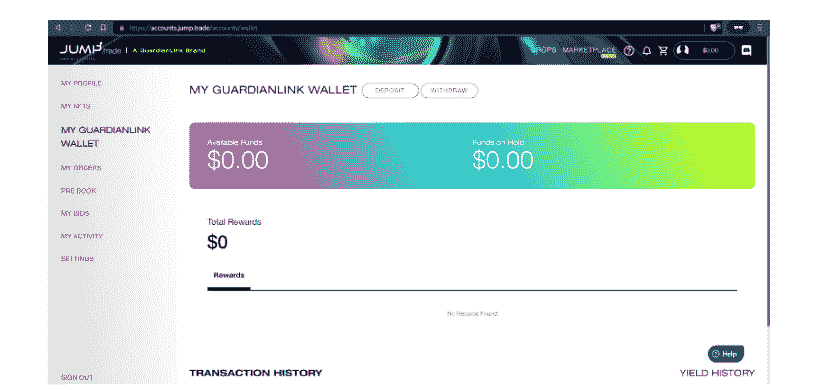 https://accounts.jump.trade/accounts/wallet
JUMP.trade | A GuardianLink Brand
DROPS MARKETPLACE $0.00
MY PROFILE
MY NFTS
MY GUARDIANLINK
WALLET
MY ORDERS
PRE BOOK
MY BIDS
MY ACTIVITY
SETTINGS
SIGN OUT
MY GUARDIANLINK WALLET DEPOSIT WITHDRAW
Available Funds
$0.00
Funds on Hold
$0.00
Total Rewards
$0
Rewards
No Records Found
Help
TRANSACTION HISTORY
YIELD HISTORY